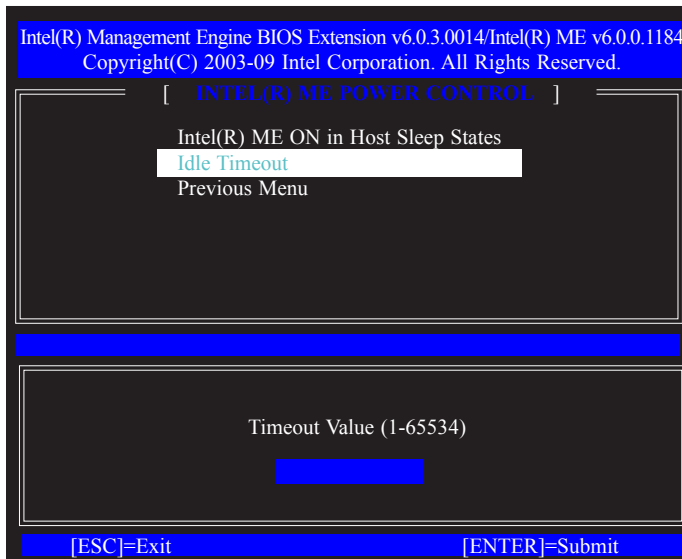 Intel(R) Management Engine BIOS Extension v6.0.3.0014/Intel(R) ME v6.0.0.1184
Copyright(C) 2003-09 Intel Corporation. All Rights Reserved.
[ INTEL(R) ME POWER CONTROL ]
Intel(R) ME ON in Host Sleep States
Idle Timeout
Previous Menu
Timeout Value (1-65534)
[ESC]=Exit [ENTER]=Submit